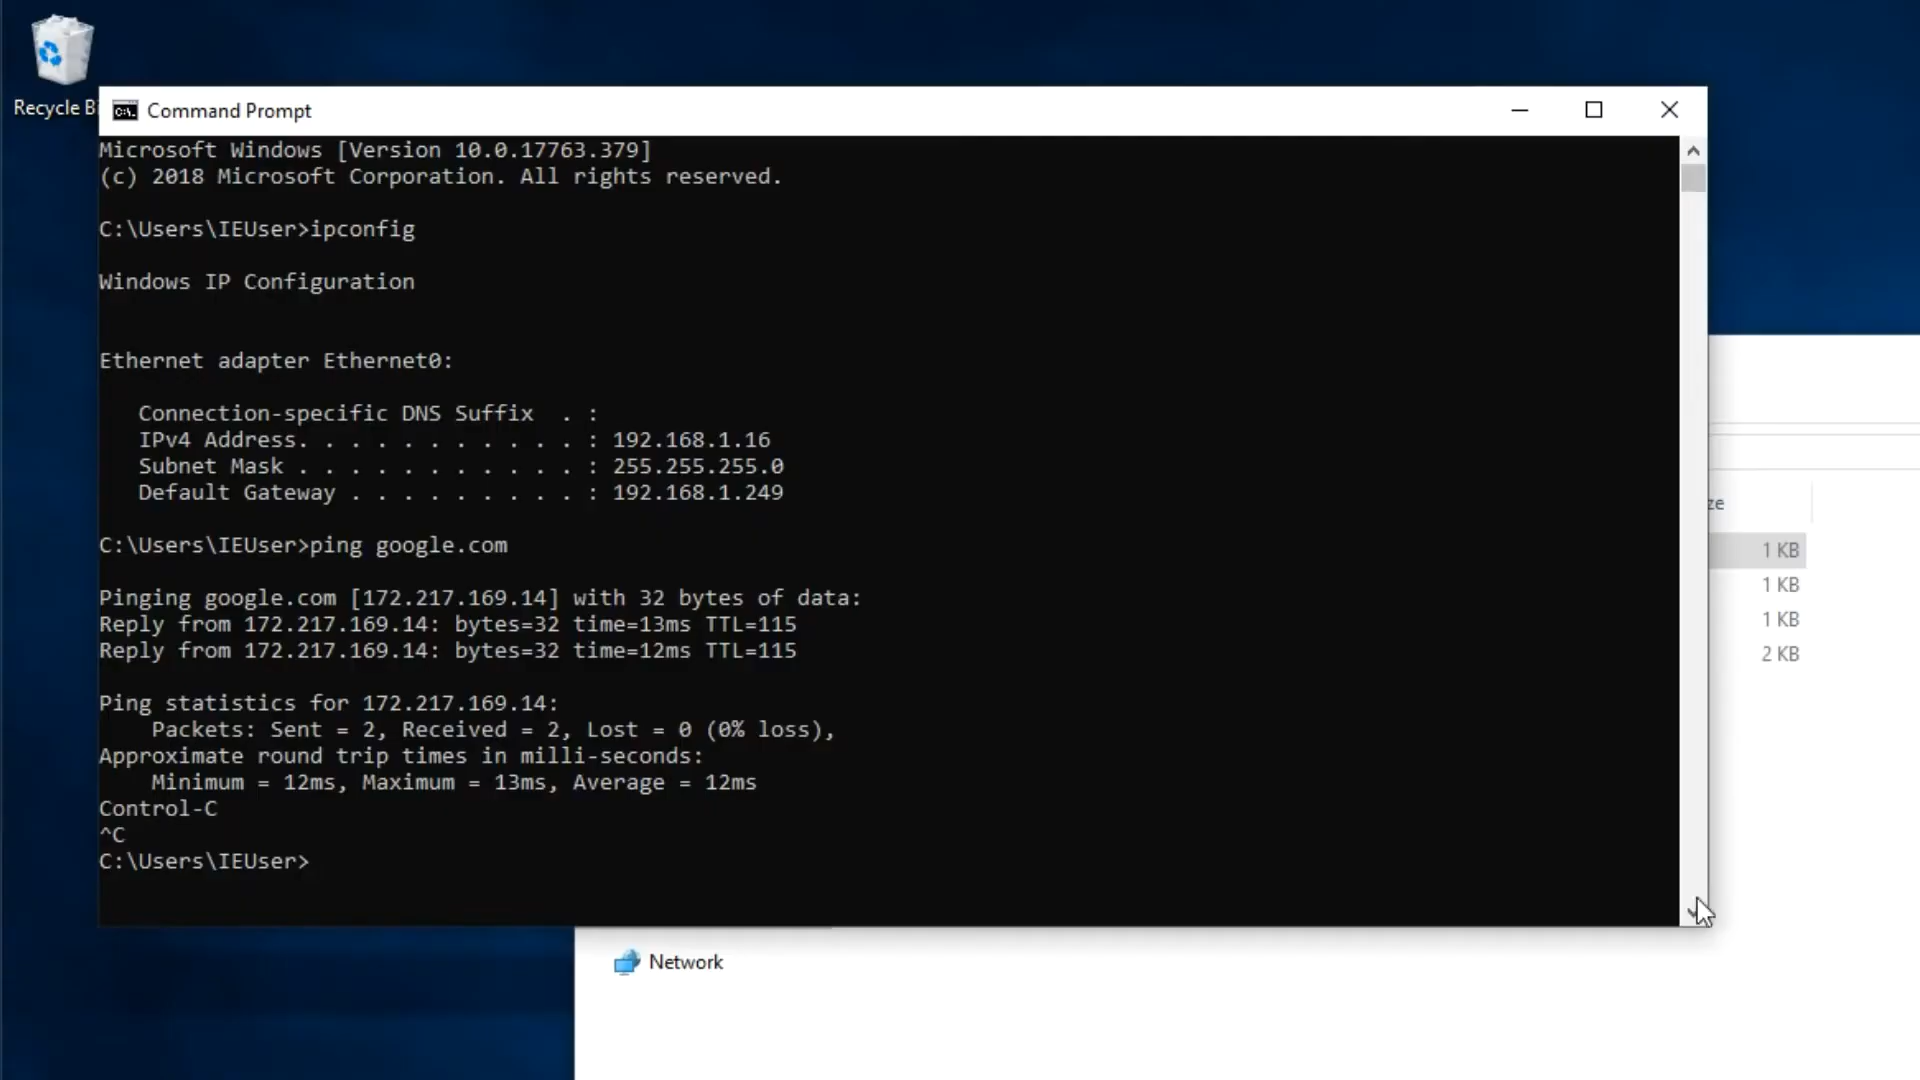 Recycle B
Command Prompt
Microsoft Windows [Version 10.0.17763.379]
(c) 2018 Microsoft Corporation. All rights reserved.
C:\Users\IEUser>ipconfig
Windows IP Configuration
Ethernet adapter Ethernet0:
   Connection-specific DNS Suffix  . :
   IPv4 Address. . . . . . . . . . . : 192.168.1.16
   Subnet Mask . . . . . . . . . . . : 255.255.255.0
   Default Gateway . . . . . . . . . : 192.168.1.249
C:\Users\IEUser>ping google.com
Pinging google.com [172.217.169.14] with 32 bytes of data:
Reply from 172.217.169.14: bytes=32 time=13ms TTL=115
Reply from 172.217.169.14: bytes=32 time=12ms TTL=115
Ping statistics for 172.217.169.14:
    Packets: Sent = 2, Received = 2, Lost = 0 (0% loss),
Approximate round trip times in milli-seconds:
    Minimum = 12ms, Maximum = 13ms, Average = 12ms
Control-C
^C
C:\Users\IEUser>
ze
1 KB
1 KB
1 KB
2 KB
Network